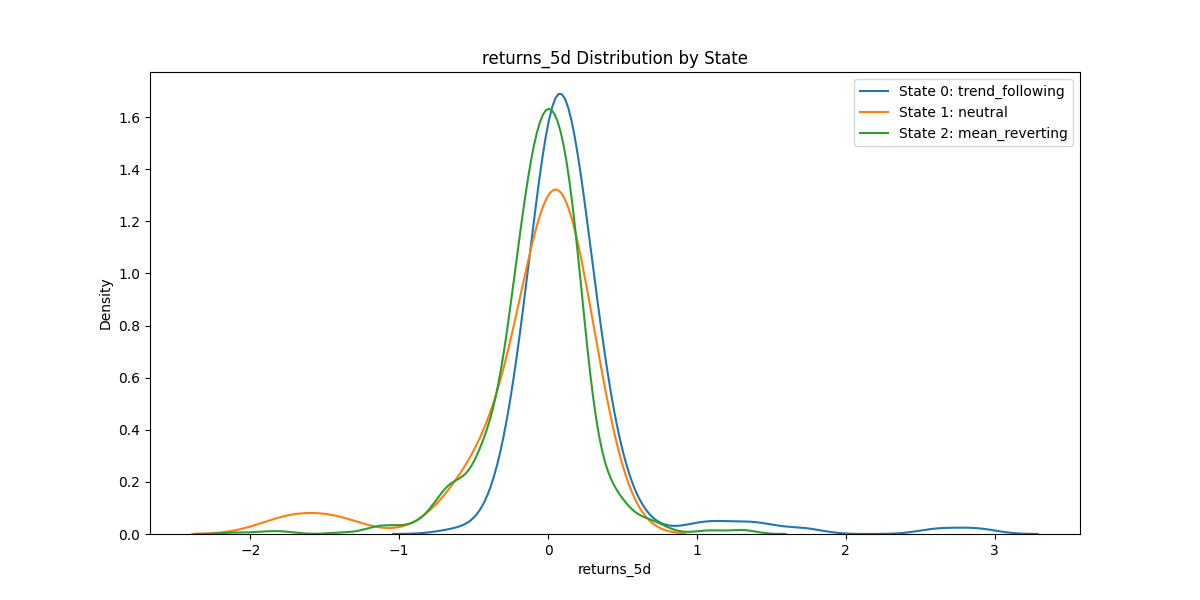 returns_5d Distribution by State
State 0: trend_following
State 1: neutral
State 2: mean_reverting
Density
1.6
1.4
1.2
1.0
0.8
0.6
0.4
0.2
0.0
−2 −1 0 1 2 3
returns_5d